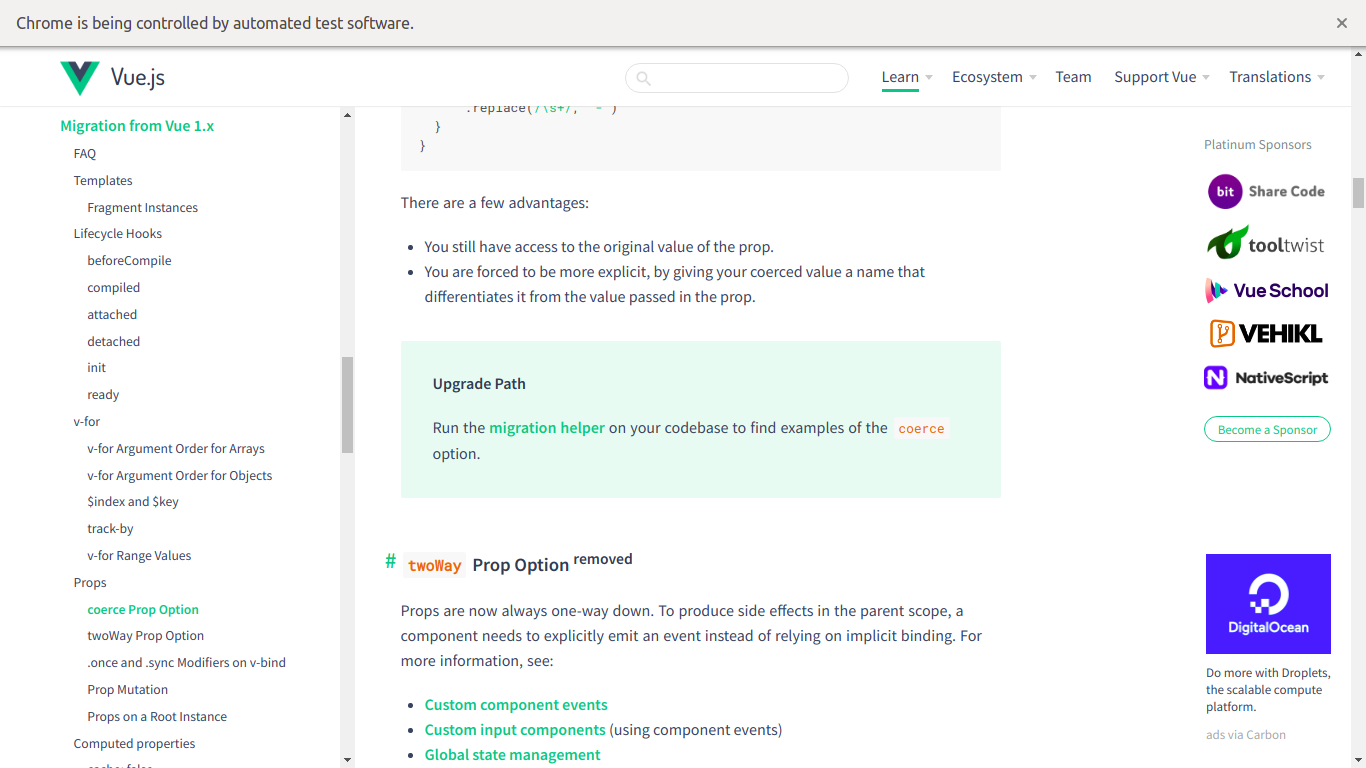 Chrome is being controlled by automated test software.
Vue.js
Learn
Ecosystem
Team
Support Vue
Translations
Migration from Vue 1.x
FAQ
Templates
Fragment Instances
Lifecycle Hooks
beforeCompile
compiled
attached
detached
init
ready
v-for
v-for Argument Order for Arrays
v-for Argument Order for Objects
$index and $key
track-by
v-for Range Values
Props
coerce Prop Option
twoWay Prop Option
.once and .sync Modifiers on v-bind
Prop Mutation
Props on a Root Instance
Computed properties
cache: false
.replace(/\s+/, '-')
}
}
There are a few advantages:
• You still have access to the original value of the prop.
• You are forced to be more explicit, by giving your coerced value a name that
differentiates it from the value passed in the prop.
Upgrade Path
Run the migration helper on your codebase to find examples of the coerce
option.
# twoWay Prop Option removed
Props are now always one-way down. To produce side effects in the parent scope, a
component needs to explicitly emit an event instead of relying on implicit binding. For
more information, see:
• Custom component events
• Custom input components (using component events)
• Global state management
Platinum Sponsors
bit Share Code
tooltwist
Vue School
VEHIKL
NativeScript
Become a Sponsor
DigitalOcean
Do more with Droplets,
the scalable compute
platform.
ads via Carbon